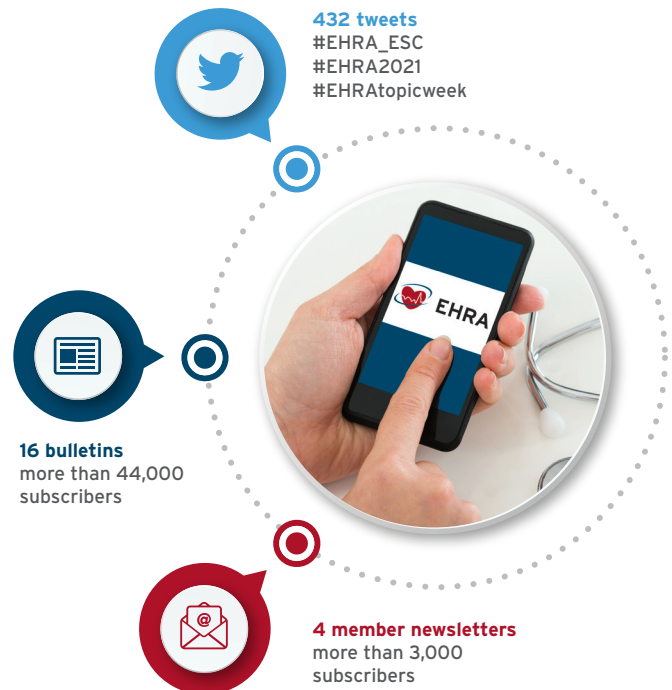 432 tweets
#EHRA_ESC
#EHRA2021
#EHRAtopicweek
EHRA
16 bulletins
more than 44,000
subscribers
@
4 member newsletters
more than 3,000
subscribers